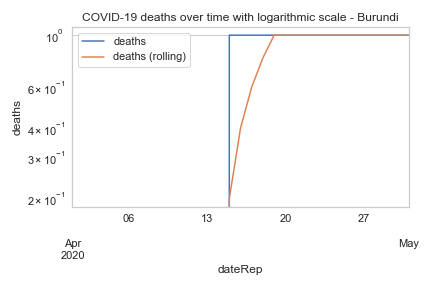 COVID-19 deaths over time with logarithmic scale - Burundi
10⁰
deaths
deaths (rolling)
6 × 10⁻¹
4 × 10⁻¹
3 × 10⁻¹
2 × 10⁻¹
deaths
06
13
20
27
Apr
2020
May
dateRep